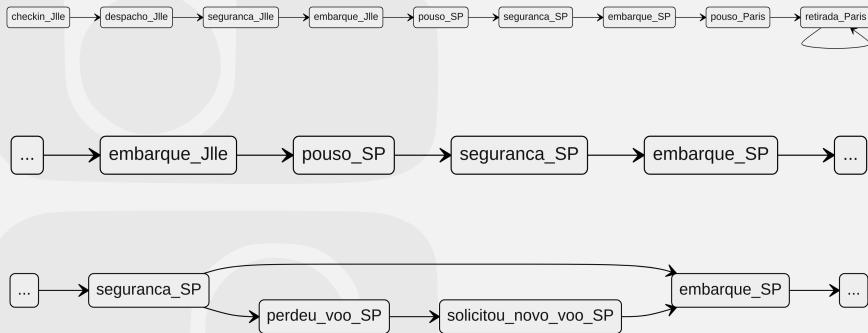 checkin_Jlle despacho_Jlle seguranca_Jlle embarque_Jlle pouso_SP seguranca_SP embarque_SP pouso_Paris retirada_Paris
... embarque_Jlle pouso_SP seguranca_SP embarque_SP ...
... seguranca_SP embarque_SP ...
perdeu_voo_SP solicitou_novo_voo_SP